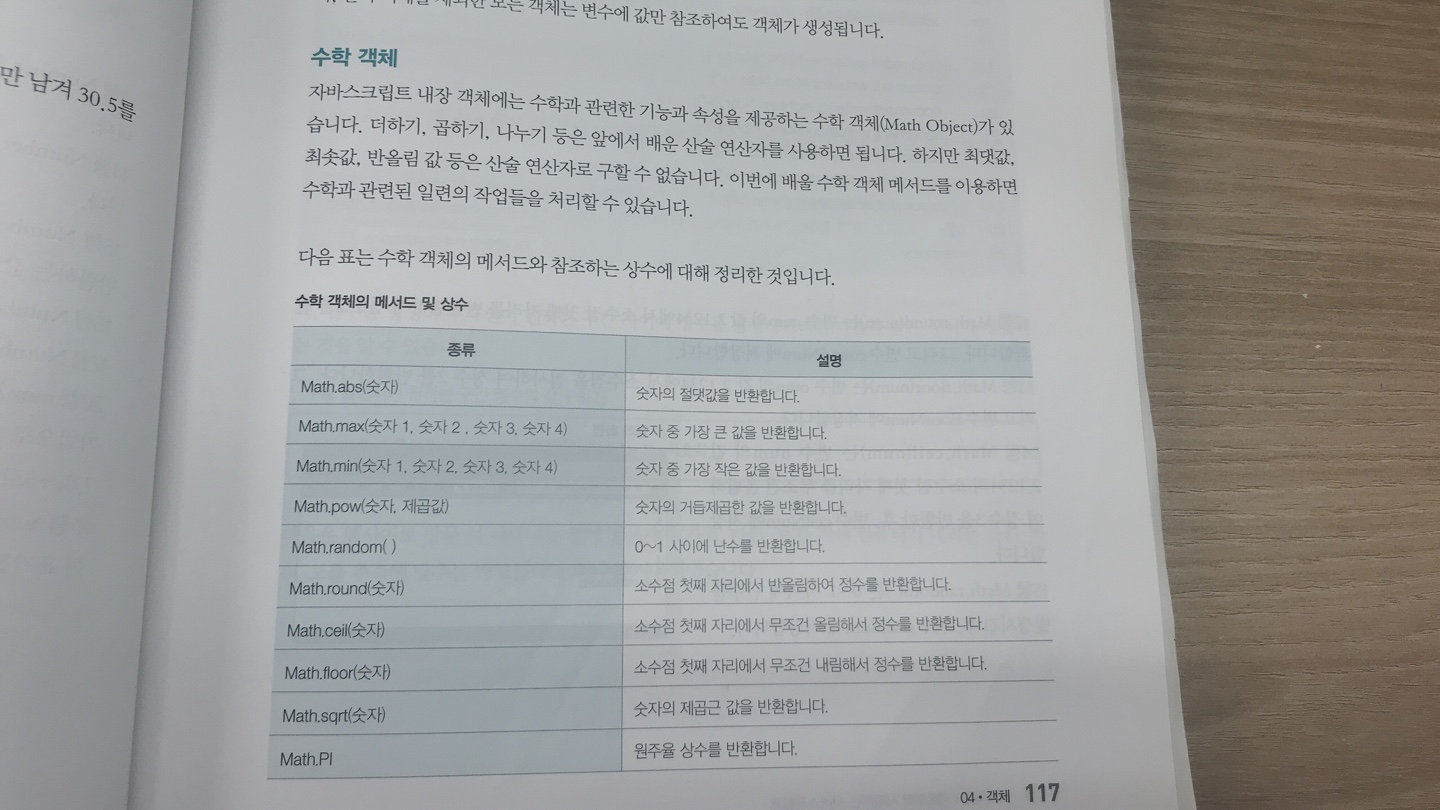 만 남겨 30.5를
모든 객체는 변수에 값만 참조하여도 객체가 생성됩니다.
수학 객체
자바스크립트 내장 객체에는 수학과 관련한 기능과 속성을 제공하는 수학 객체(Math Object)가 있
습니다. 더하기, 곱하기, 나누기 등은 앞에서 배운 산술 연산자를 사용하면 됩니다. 하지만 최댓값,
최솟값, 반올림 값 등은 산술 연산자로 구할 수 없습니다. 이번에 배울 수학 객체 메서드를 이용하면
수학과 관련된 일련의 작업들을 처리할 수 있습니다.
다음 표는 수학 객체의 메서드와 참조하는 상수에 대해 정리한 것입니다.
수학 객체의 메서드 및 상수
종류 설명
Math.abs(숫자) 숫자의 절댓값을 반환합니다.
Math.max(숫자 1, 숫자 2 , 숫자 3, 숫자 4) 숫자 중 가장 큰 값을 반환합니다.
Math.min(숫자 1, 숫자 2, 숫자 3, 숫자 4) 숫자 중 가장 작은 값을 반환합니다.
Math.pow(숫자, 제곱값) 숫자의 거듭제곱한 값을 반환합니다.
Math.random( ) 0~1 사이에 난수를 반환합니다.
Math.round(숫자) 소수점 첫째 자리에서 반올림하여 정수를 반환합니다.
Math.ceil(숫자) 소수점 첫째 자리에서 무조건 올림해서 정수를 반환합니다.
Math.floor(숫자) 소수점 첫째 자리에서 무조건 내림해서 정수를 반환합니다.
Math.sqrt(숫자) 숫자의 제곱근 값을 반환합니다.
Math.PI 원주율 상수를 반환합니다.
04 • 객체 117